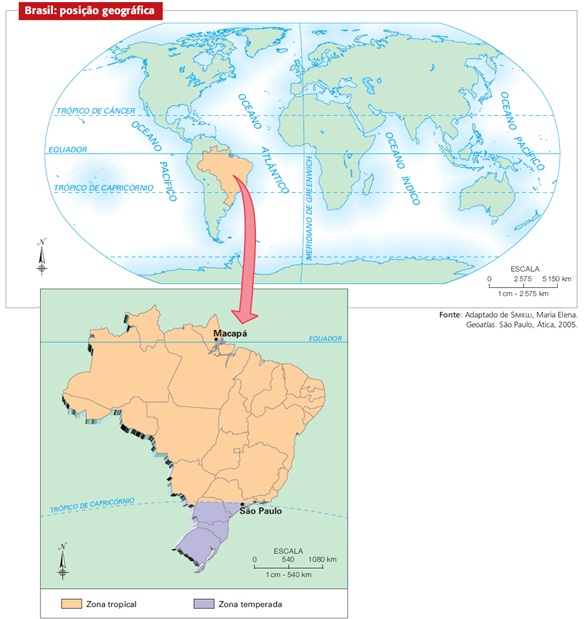 Brasil: posição geográfica
TRÓPICO DE CÂNCER
OCEANO PACÍFICO
OCEANO ATLÂNTICO
OCEANO PACÍFICO
EQUADOR
OCEANO ÍNDICO
TRÓPICO DE CAPRICÓRNIO
MERIDIANO DE GREENWICH
N
ESCALA
0 2 575 5 150 km
1 cm - 2 575 km
Fonte: Adaptado de SIMIELLI, Maria Elena.
Geoatlas. São Paulo, Ática, 2005.
Macapá
EQUADOR
TRÓPICO DE CAPRICÓRNIO
São Paulo
N
ESCALA
0 540 1 080 km
1 cm - 540 km
Zona tropical
Zona temperada